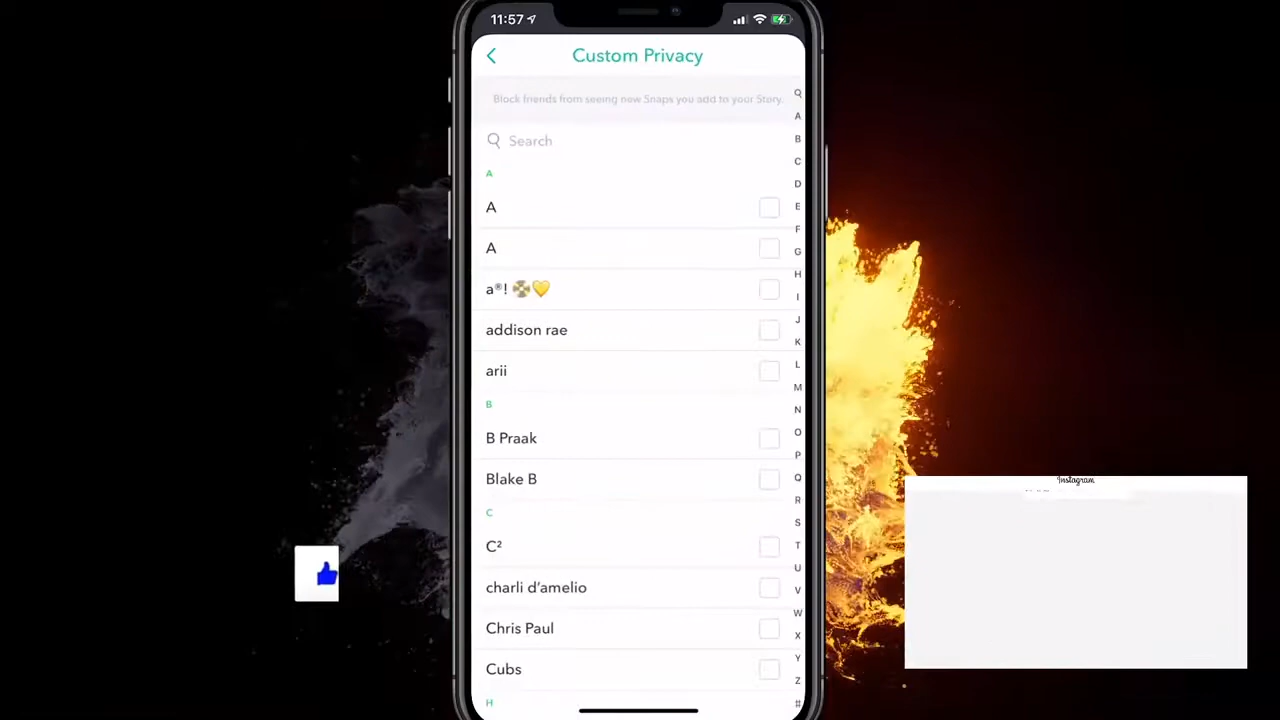 11:57
Custom Privacy
Block friends from seeing new Snaps you add to your Story.
Search
A
A
A
a®! 💛
addison rae
arii
B
B Praak
Blake B
C
C²
charli d’amelio
Chris Paul
Cubs
H
A
B
C
D
E
F
G
H
I
J
K
L
M
N
O
P
Q
R
S
T
U
V
W
X
Y
Z
#
Instagram